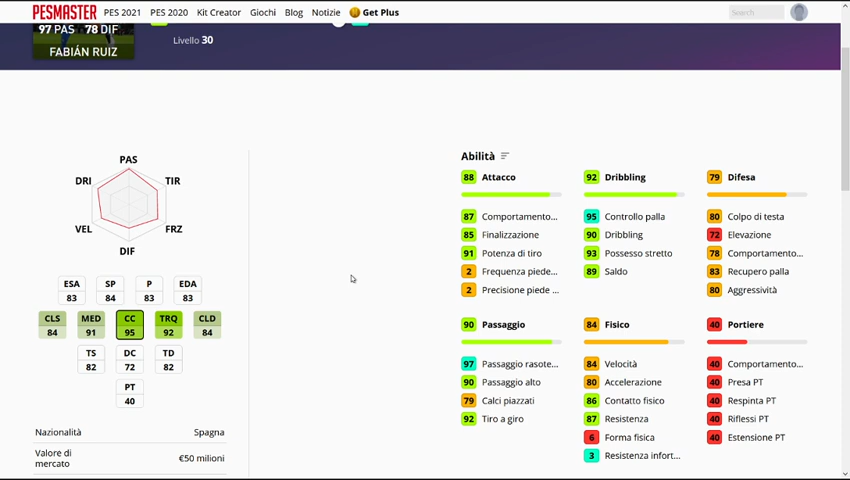 PESMASTER PES 2021 PES 2020 Kit Creator Giochi Blog Notizie Get Plus Search
97 PAS 78 DIF
FABIÁN RUIZ
Livello 30
PAS
DRI TIR
VEL FRZ
DIF
ESA SP P EDA
83 84 83 83
CLS MED CC TRQ CLD
84 91 95 92 84
TS DC TD
82 72 82
PT
40
Nazionalità Spagna
Valore di
mercato
€50 milioni
Abilità
88 Attacco
87 Comportamento...
85 Finalizzazione
91 Potenza di tiro
2 Frequenza piede...
2 Precisione piede ...
92 Dribbling
95 Controllo palla
90 Dribbling
93 Possesso stretto
89 Saldo
79 Difesa
80 Colpo di testa
72 Elevazione
78 Comportamento...
83 Recupero palla
80 Aggressività
90 Passaggio
97 Passaggio rasote...
90 Passaggio alto
79 Calci piazzati
92 Tiro a giro
84 Fisico
84 Velocità
80 Accelerazione
86 Contatto fisico
87 Resistenza
6 Forma fisica
3 Resistenza infort...
40 Portiere
40 Comportamento...
40 Presa PT
40 Respinta PT
40 Riflessi PT
40 Estensione PT